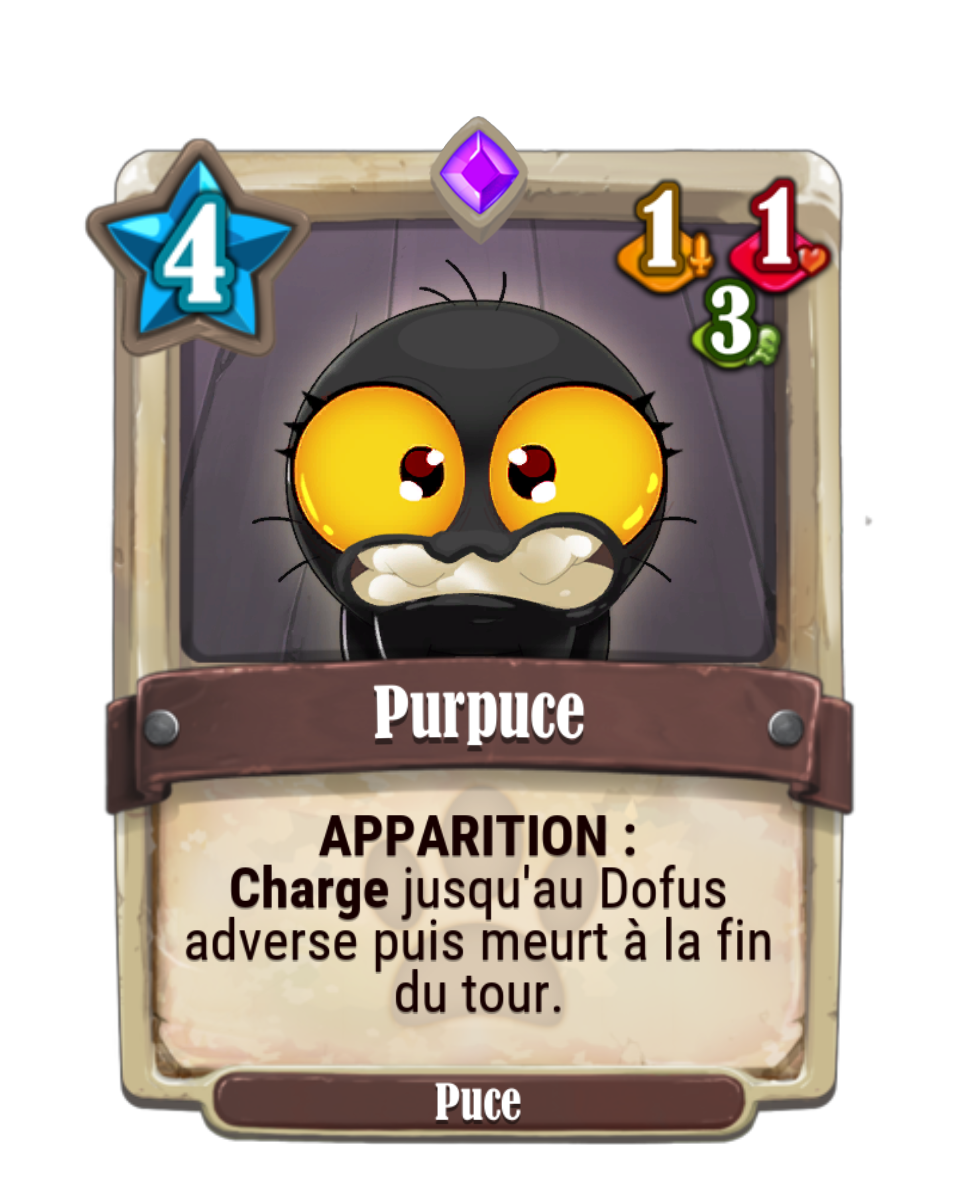 4
1
1
3
Purpuce
APPARITION :
Charge jusqu'au Dofus
adverse puis meurt à la fin
du tour.
Puce